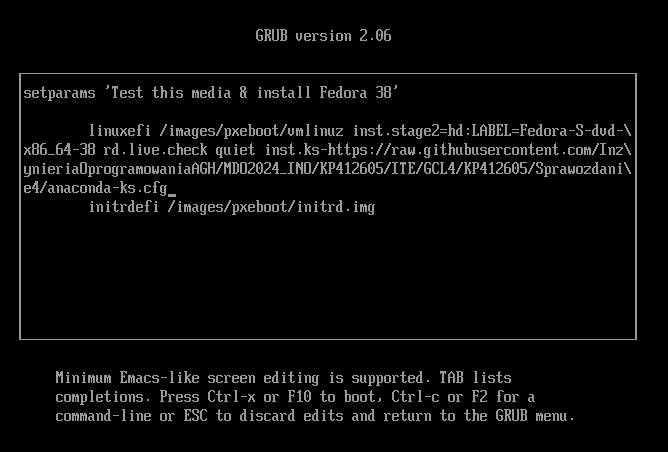 GRUB version 2.06
setparams 'Test this media & install Fedora 38'
linuxefi /images/pxeboot/vmlinuz inst.stage2=hd:LABEL=Fedora-S-dvd-\
x86_64-38 rd.live.check quiet inst.ks-https://raw.githubusercontent.com/Inz\
ynieriaOprogramowaniaAGH/MDO2024_INO/KP412605/ITE/GCL4/KP412605/Sprawozdani\
e4/anaconda-ks.cfg_
initrdefi /images/pxeboot/initrd.img
Minimum Emacs-like screen editing is supported. TAB lists
completions. Press Ctrl-x or F10 to boot, Ctrl-c or F2 for a
command-line or ESC to discard edits and return to the GRUB menu.